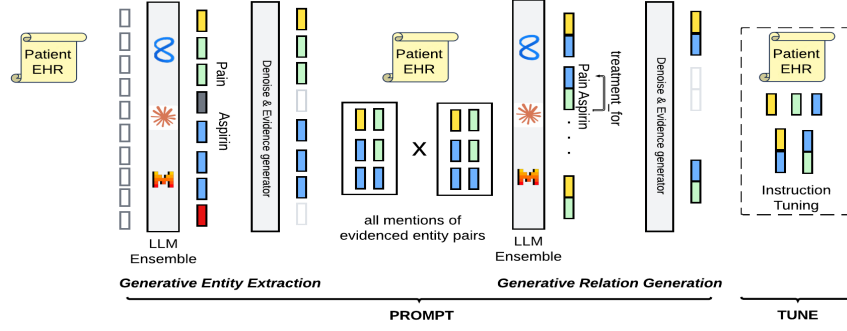 Patient
EHR
LLM
Ensemble
Pain
Aspirin
Denoise & Evidence generator
Generative Entity Extraction
Patient
EHR
X
all mentions of
evidenced entity pairs
LLM
Ensemble
Pain Aspirin
treatment_for
. . .
Denoise & Evidence generator
Generative Relation Generation
PROMPT
Patient
EHR
Instruction
Tuning
TUNE